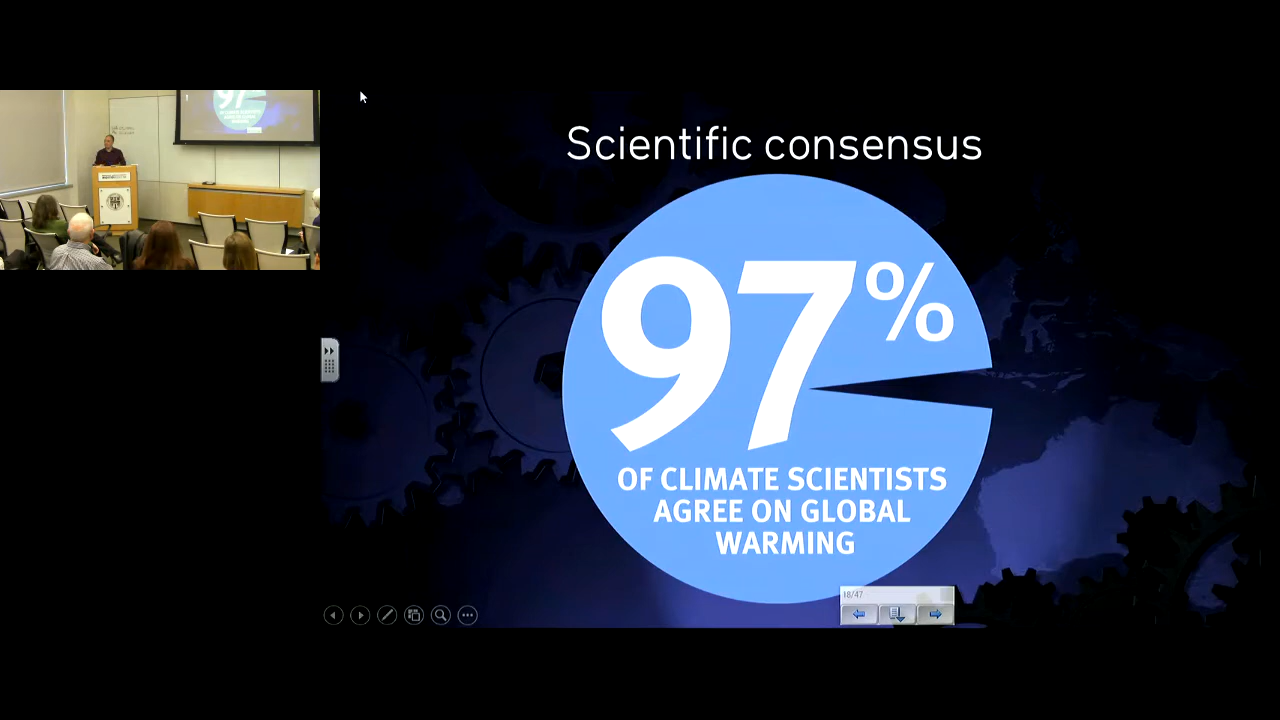 Scientific consensus
97%
OF CLIMATE SCIENTISTS
AGREE ON GLOBAL
WARMING
18/47